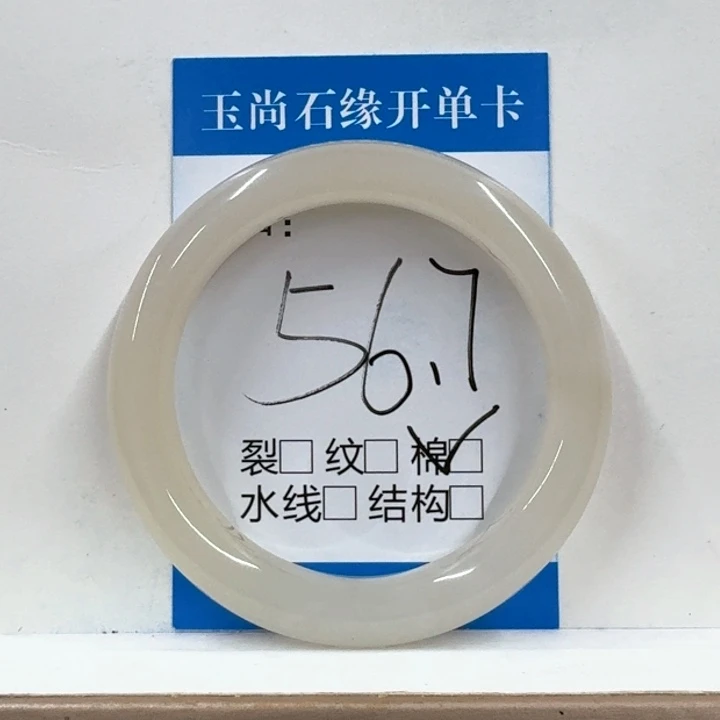 玉尚石缘开单卡
:
56.7
裂□ 纹□ 棉□
水线□ 结构□